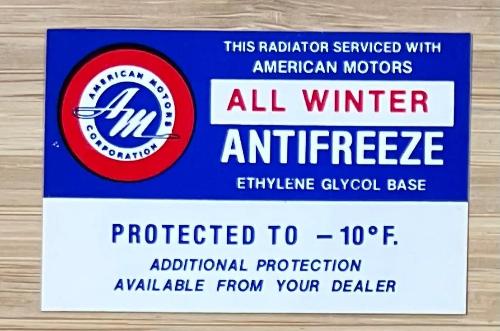 THIS RADIATOR SERVICED WITH
AMERICAN MOTORS
ALL WINTER
ANTIFREEZE
ETHYLENE GLYCOL BASE
AMERICAN MOTORS
AM
CORPORATION
PROTECTED TO –10°F.
ADDITIONAL PROTECTION
AVAILABLE FROM YOUR DEALER